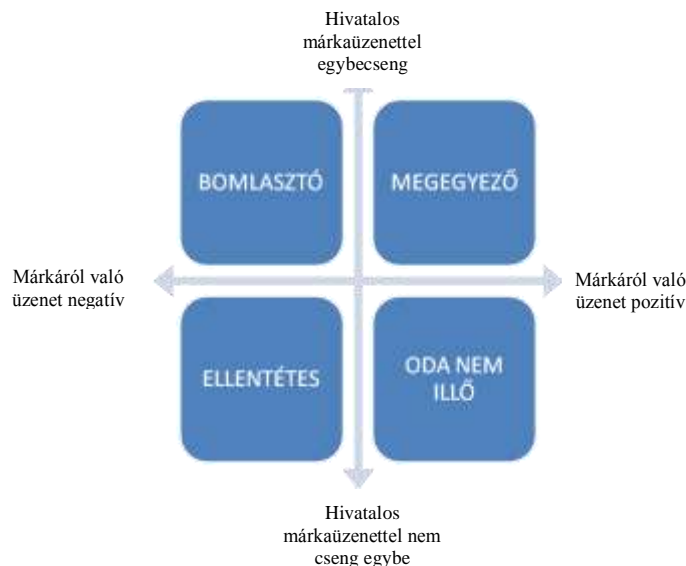 Hivatalos
márkaüzenettel
egybecseng
BOMLASZTÓ
MEGEGYEZŐ
Márkáról való
üzenet negatív
Márkáról való
üzenet pozitív
ELLENTÉTES
ODA NEM
ILLŐ
Hivatalos
márkaüzenettel nem
cseng egybe